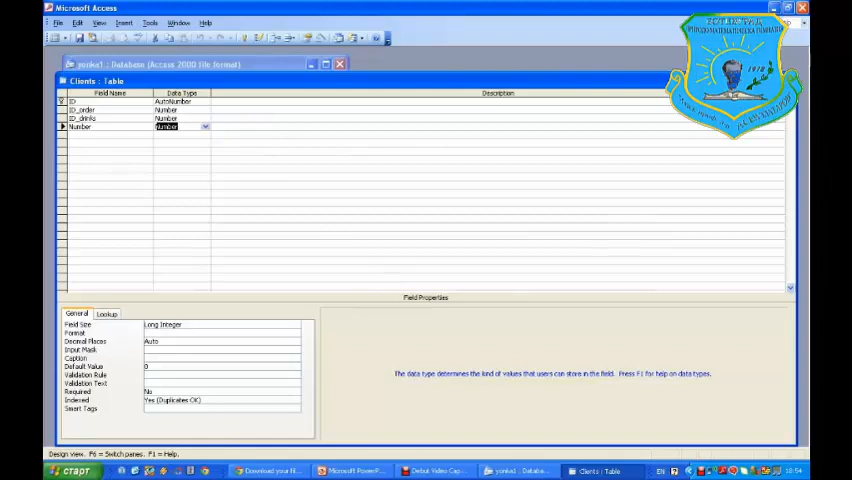 Microsoft Access
File Edit View Insert Tools Window Help
yonka1 : Database (Access 2000 file format)
Clients : Table
Field Name Data Type Description
ID AutoNumber
ID_order Number
ID_drinks Number
Number Number
Field Properties
General Lookup
Field Size Long Integer
Format
Decimal Places Auto
Input Mask
Caption
Default Value 0
Validation Rule
Validation Text
Required No
Indexed Yes (Duplicates OK)
Smart Tags
The data type determines the kind of values that users can store in the field. Press F1 for help on data types.
Design view. F6 = Switch panes. F1 = Help.
старт Download your fil... Microsoft PowerP... Debut Video Cap... yonka1 : Databa... Clients : Table EN 18:54
1918